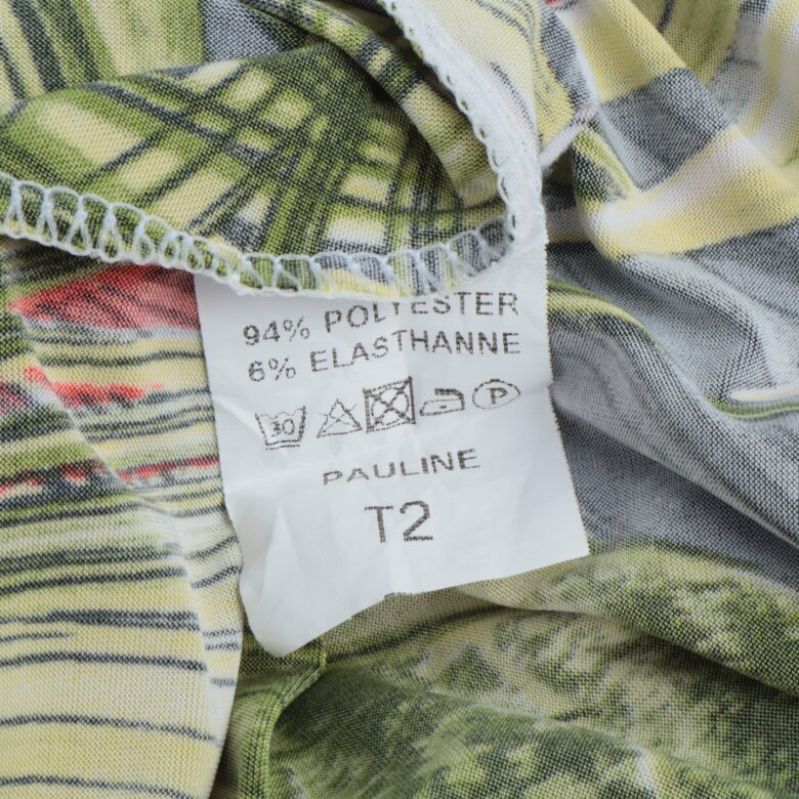 94% POLYESTER
6% ELASTHANNE
30 P
PAULINE
T2